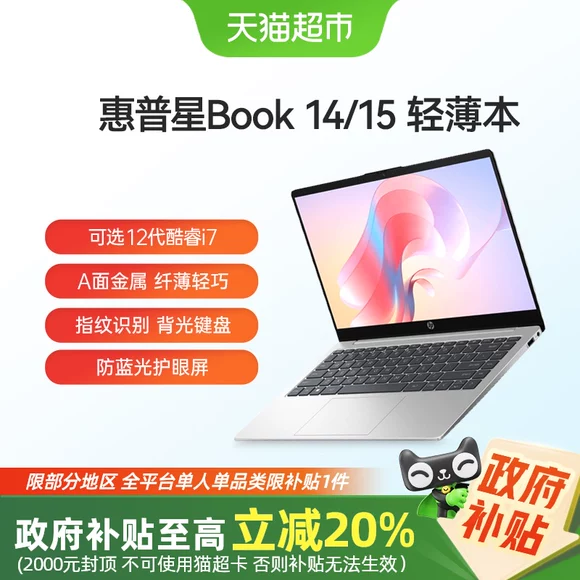 天猫超市
惠普星Book 14/15 轻薄本
可选12代酷睿i7
A面金属 纤薄轻巧
指纹识别 背光键盘
防蓝光护眼屏
hp
限部分地区 全平台单人单品类限补贴1件
政府补贴至高 立减20%
(2000元封顶 不可使用猫超卡 否则补贴无法生效)
政府
补贴